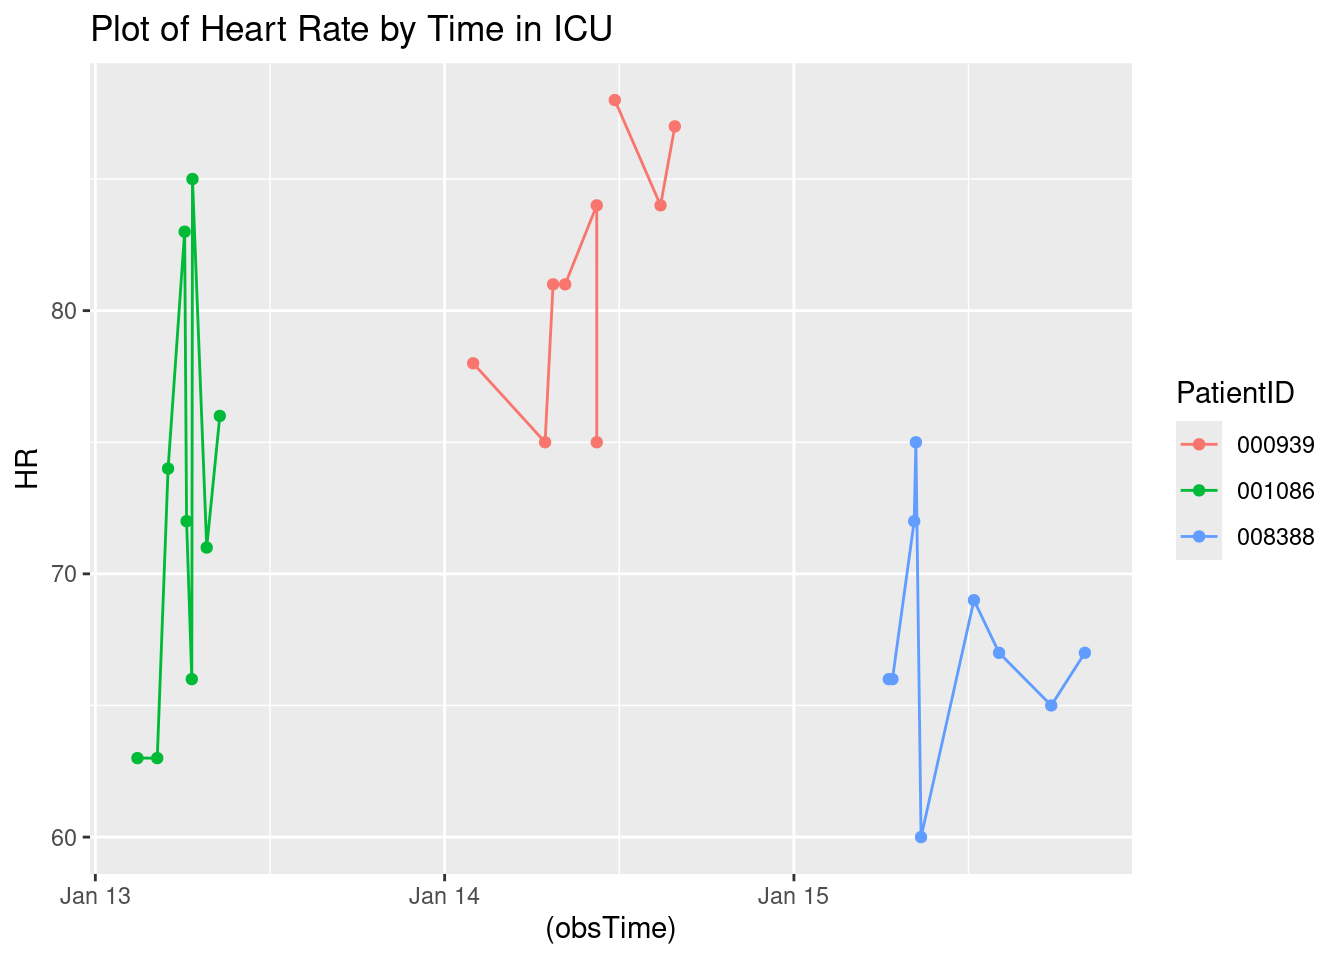 Plot of Heart Rate by Time in ICU
HR
80
70
60
Jan 13
Jan 14
Jan 15
(obsTime)
PatientID
000939
001086
008388